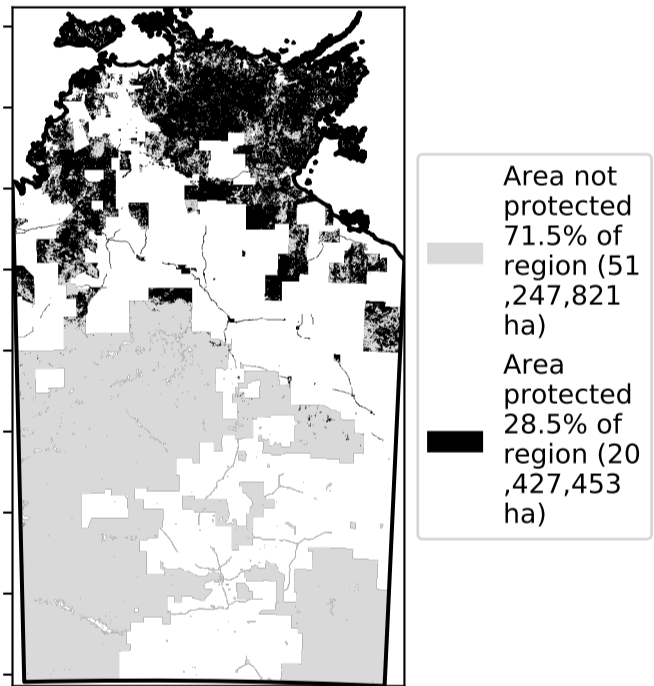 Area not
protected
71.5% of
region (51
,247,821
ha)
Area
protected
28.5% of
region (20
,427,453
ha)